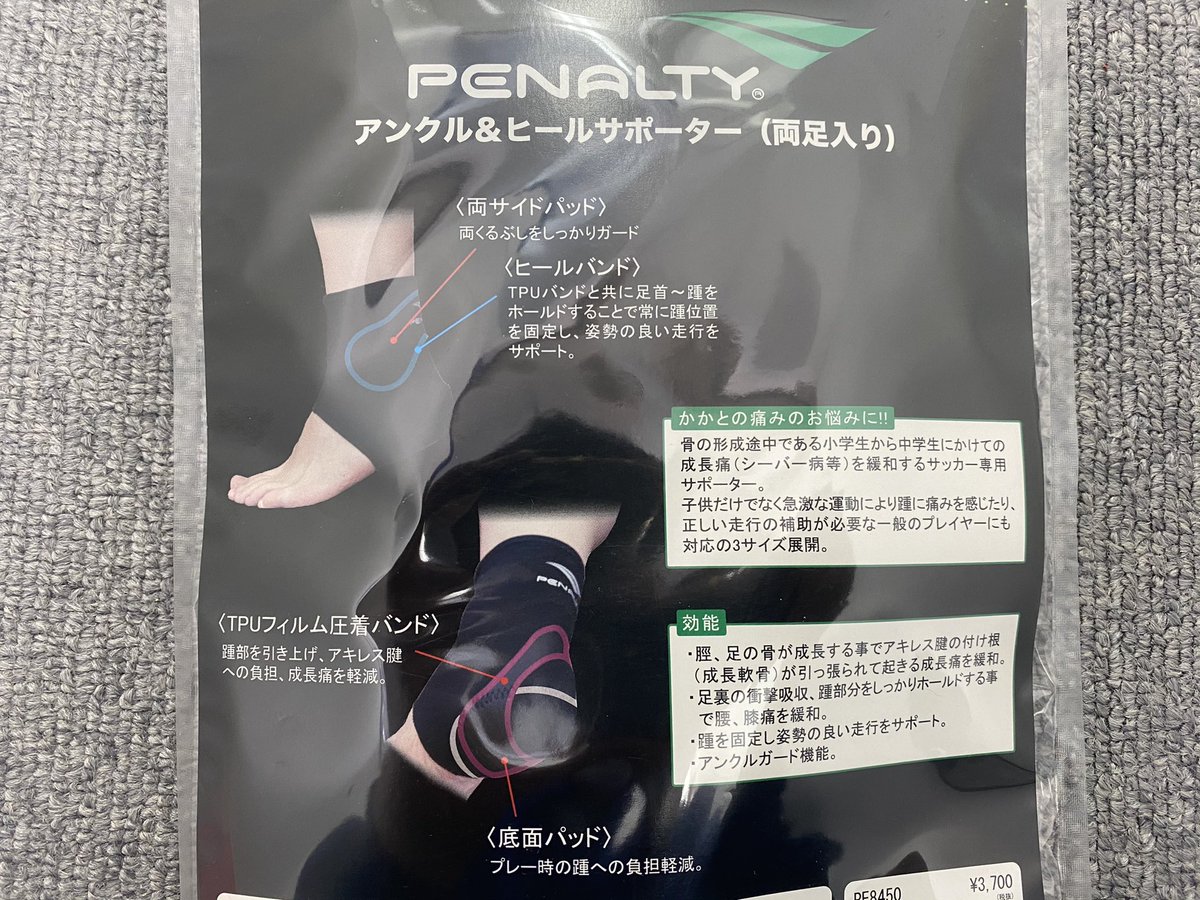 PENALTY®
アンクル&ヒールサポーター（両足入り)
〈両サイドパッド〉
両くるぶしをしっかりガード
〈ヒールバンド〉
TPUバンドと共に足首～踵を
ホールドすることで常に踵位置
を固定し、姿勢の良い走行を
サポート。
かかとの痛みのお悩みに!!
骨の形成途中である小学生から中学生にかけての
成長痛(シーバー病等)を緩和するサッカー専用
サポーター。
子供だけでなく急激な運動により踵に痛みを感じたり、
正しい走行の補助が必要な一般のプレイヤーにも
対応の3サイズ展開。
PENA
〈TPUフィルム圧着バンド〉
踵部を引き上げ、アキレス腱
への負担、成長痛を軽減。
効能
・脛、足の骨が成長する事でアキレス腱の付け根
(成長軟骨)が引っ張られて起きる成長痛を緩和。
・足裏の衝撃吸収、踵部分をしっかりホールドする事
で腰、膝痛を緩和。
・踵を固定し姿勢の良い走行をサポート。
・アンクルガード機能。
〈底面パッド〉
プレー時の踵への負担軽減。
PE8450
¥3,700
(税抜)